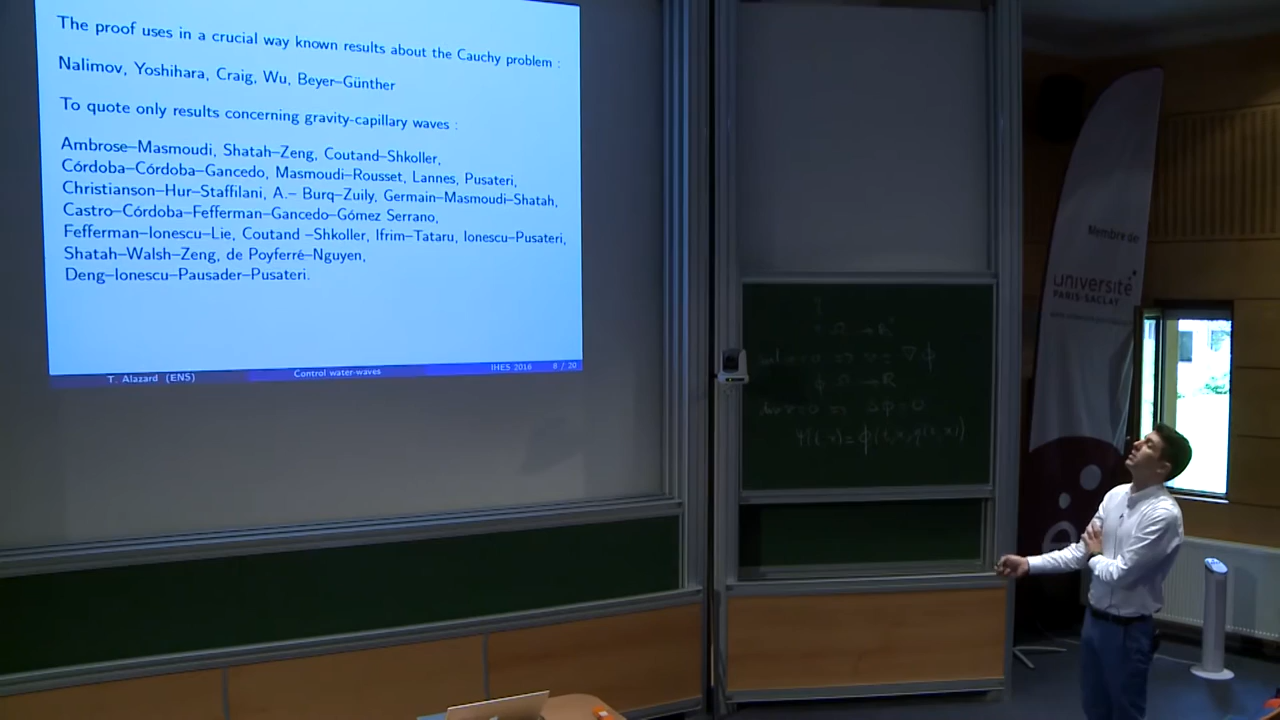 The proof uses in a crucial way known results about the Cauchy problem :
Nalimov, Yoshihara, Craig, Wu, Beyer–Günther
To quote only results concerning gravity-capillary waves :
Ambrose–Masmoudi, Shatah–Zeng, Coutand–Shkoller,
Córdoba–Córdoba–Gancedo, Masmoudi–Rousset, Lannes, Pusateri,
Christianson–Hur–Staffilani, A.– Burq–Zuily, Germain–Masmoudi–Shatah,
Castro–Córdoba–Fefferman–Gancedo–Gómez Serrano,
Fefferman–Ionescu–Lie, Coutand –Shkoller, Ifrim–Tataru, Ionescu–Pusateri,
Shatah–Walsh–Zeng, de Poyferré–Nguyen,
Deng–Ionescu–Pausader–Pusateri.
T. Alazard (ENS) Control water-waves IHES 2016 8 / 20
Membre de
université
PARIS-SACLAY
∇ϕ
Δϕ=0